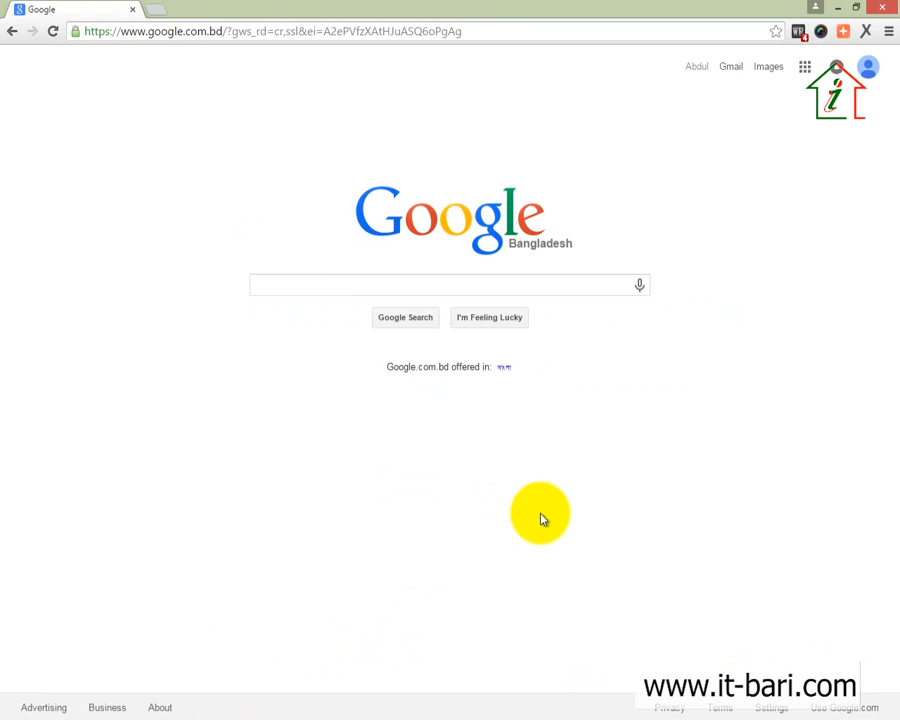 Google
https://www.google.com.bd/?gws_rd=cr,ssl&ei=A2ePVfzXAtHJuASQ6oPgAg
Abdul Gmail Images
i
Google
Bangladesh
Google Search I'm Feeling Lucky
Google.com.bd offered in: বাংলা
www.it-bari.com
Advertising Business About Privacy Terms Settings Use Google.com